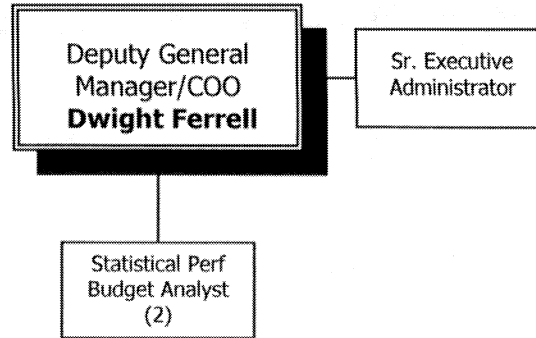 Deputy General
Manager/COO
Dwight Ferrell
Sr. Executive
Administrator
Statistical Perf
Budget Analyst
(2)